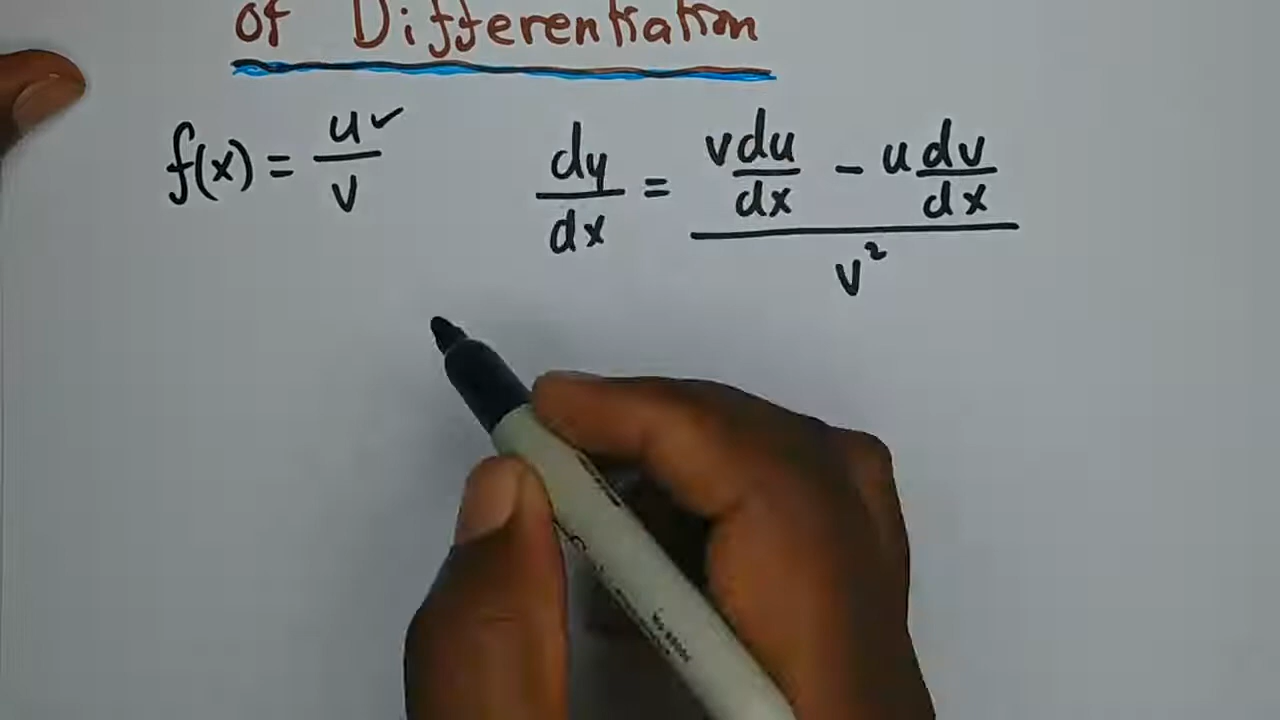 of Differentiation
f(x) = u/v ✓ dy/dx = (v du/dx - u dv/dx)/v²